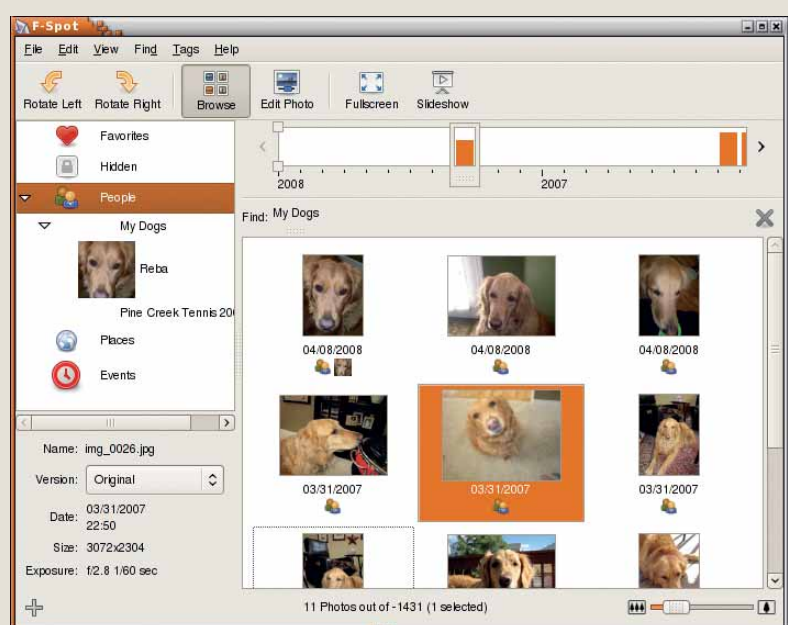 F-Spot
File Edit View Find Tags Help
Rotate Left Rotate Right Browse Edit Photo Fullscreen Slideshow
Favorites
Hidden
People
My Dogs
Reba
Pine Creek Tennis 20
Places
Events
Name: img_0026.jpg
Version: Original
Date: 03/31/2007
22:50
Size: 3072x2304
Exposure: f/2.8 1/60 sec
2008 2007
Find: My Dogs
04/08/2008 04/08/2008 04/08/2008
03/31/2007 03/31/2007 03/31/2007
11 Photos out of -1431 (1 selected)